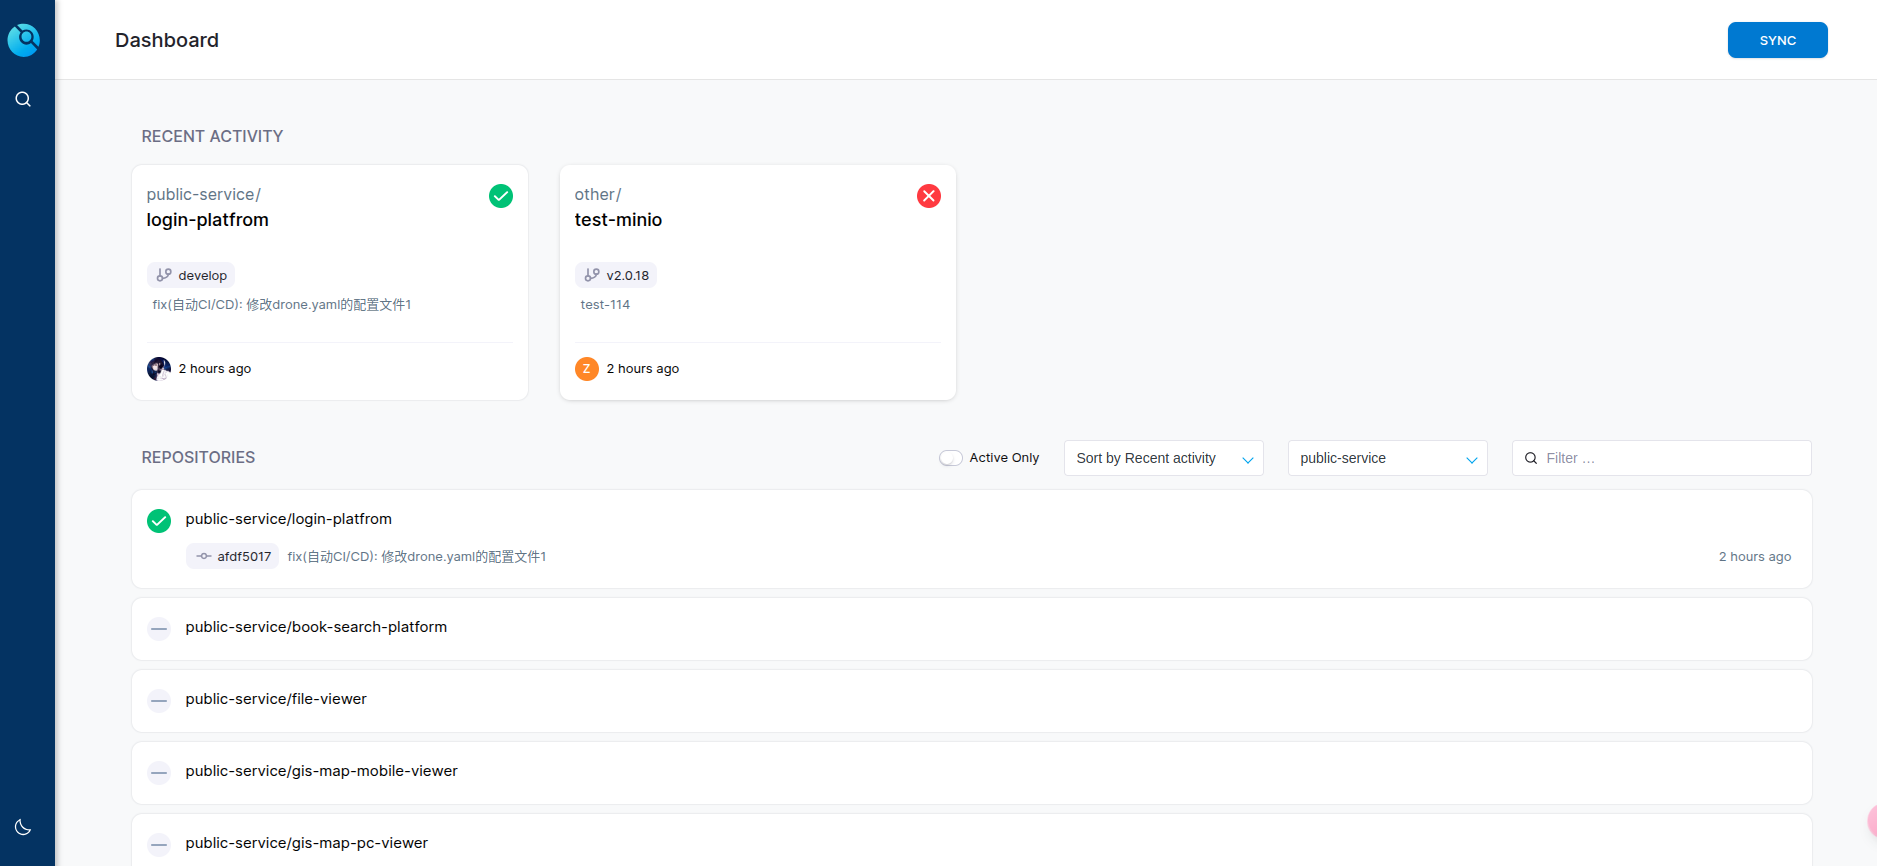 Dashboard
SYNC
RECENT ACTIVITY
public-service/
login-platfrom
develop
fix(自动CI/CD): 修改drone.yaml的配置文件1
2 hours ago
other/
test-minio
v2.0.18
test-114
Z
2 hours ago
REPOSITORIES
Active Only
Sort by Recent activity
public-service
Filter …
public-service/login-platfrom
afdf5017 fix(自动CI/CD): 修改drone.yaml的配置文件1
2 hours ago
public-service/book-search-platform
public-service/file-viewer
public-service/gis-map-mobile-viewer
public-service/gis-map-pc-viewer